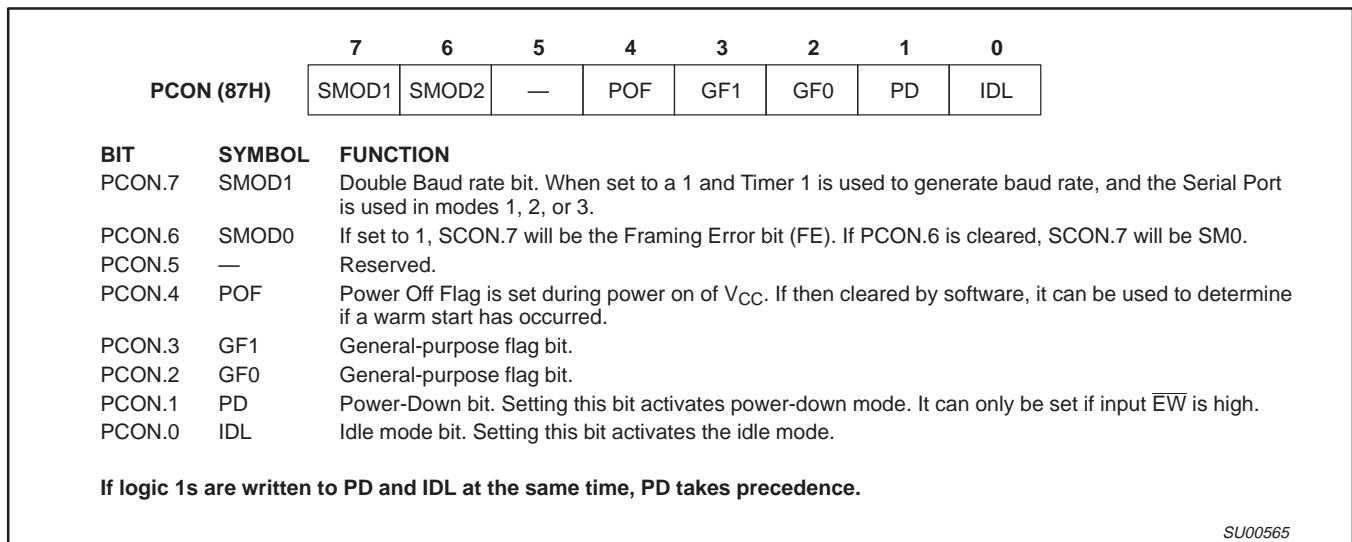 7 6 5 4 3 2 1 0
PCON (87H) SMOD1 SMOD2 — POF GF1 GF0 PD IDL
BIT SYMBOL FUNCTION
PCON.7 SMOD1 Double Baud rate bit. When set to a 1 and Timer 1 is used to generate baud rate, and the Serial Port
is used in modes 1, 2, or 3.
PCON.6 SMOD0 If set to 1, SCON.7 will be the Framing Error bit (FE). If PCON.6 is cleared, SCON.7 will be SM0.
PCON.5 — Reserved.
PCON.4 POF Power Off Flag is set during power on of VCC. If then cleared by software, it can be used to determine
if a warm start has occurred.
PCON.3 GF1 General-purpose flag bit.
PCON.2 GF0 General-purpose flag bit.
PCON.1 PD Power-Down bit. Setting this bit activates power-down mode. It can only be set if input E̅W̅ is high.
PCON.0 IDL Idle mode bit. Setting this bit activates the idle mode.
If logic 1s are written to PD and IDL at the same time, PD takes precedence.
SU00565